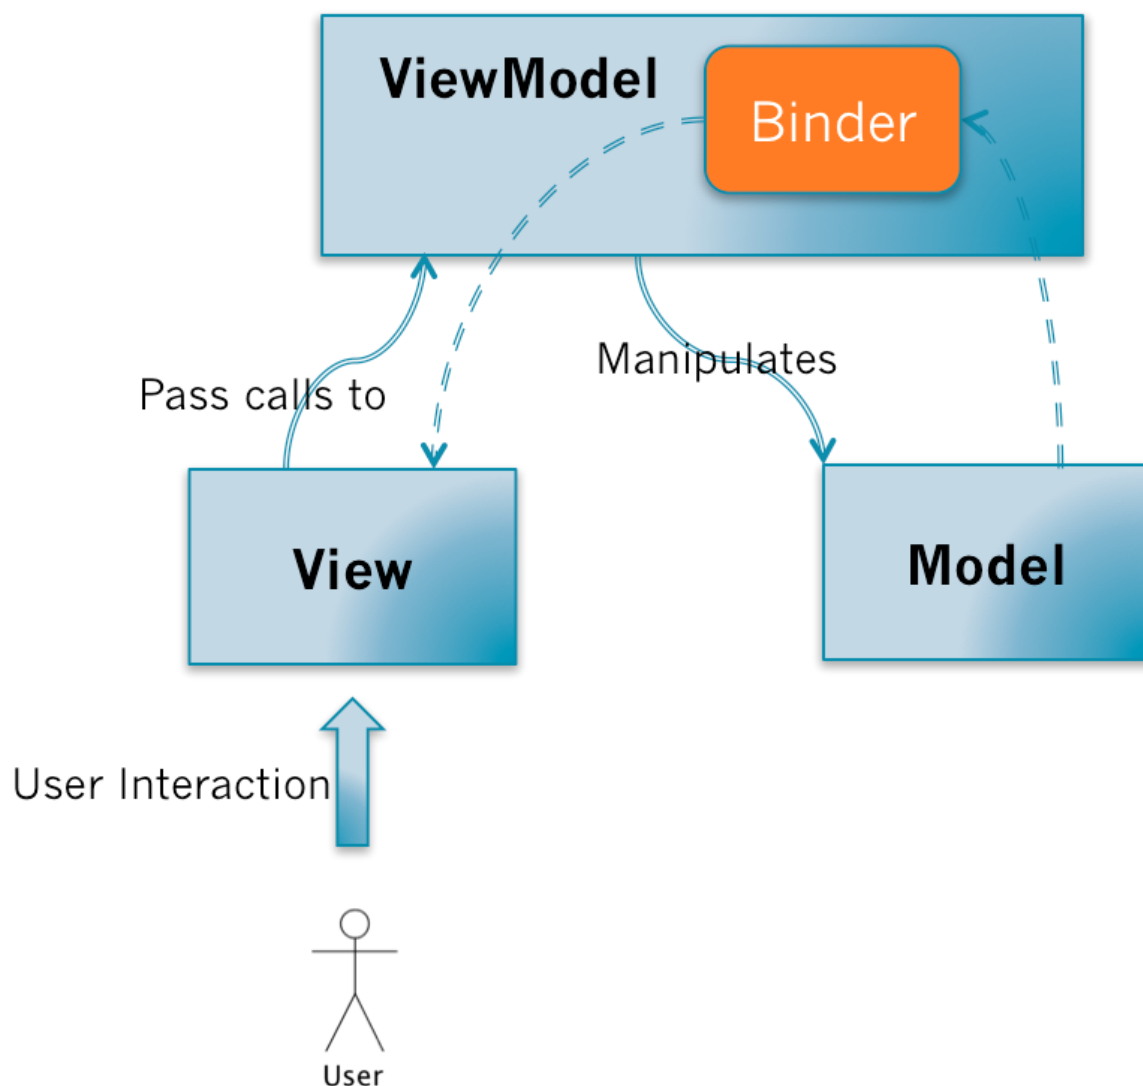 ViewModel
Binder
Pass calls to
Manipulates
View
Model
User Interaction
User